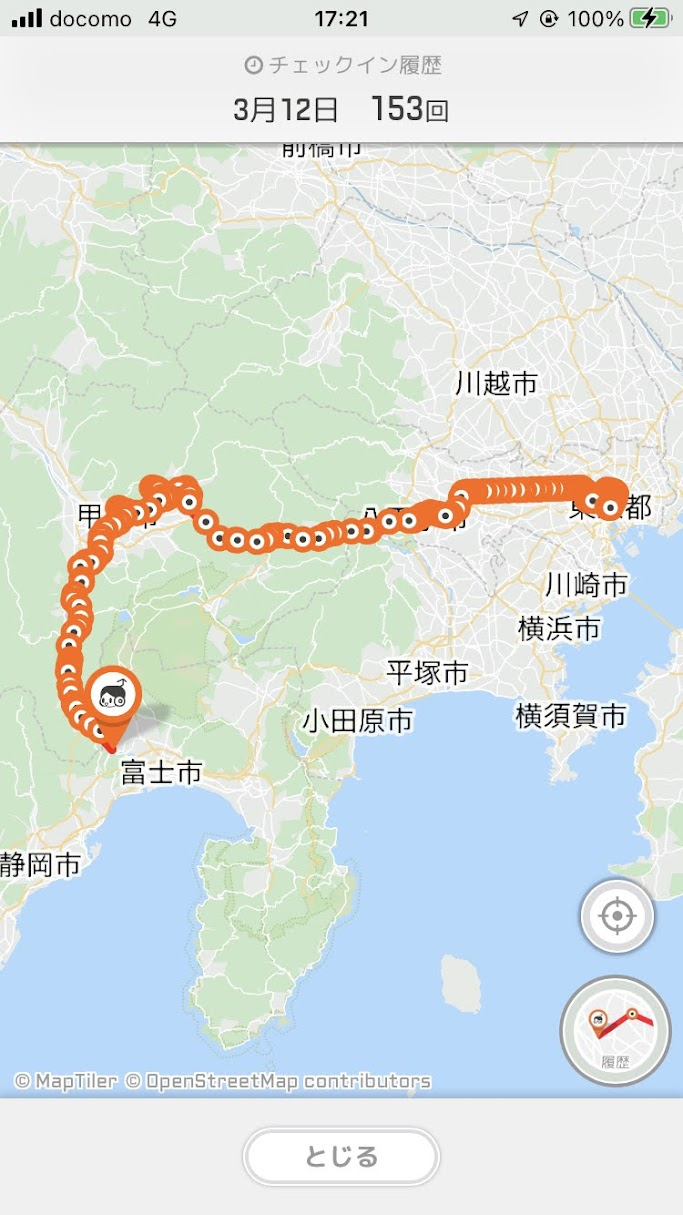 docomo 4G 17:21 100%
チェックイン履歴
3月12日 153回
前橋市
川越市
川崎市
横浜市
平塚市
小田原市
横須賀市
富士市
静岡市
履歴
© MapTiler © OpenStreetMap contributors
とじる